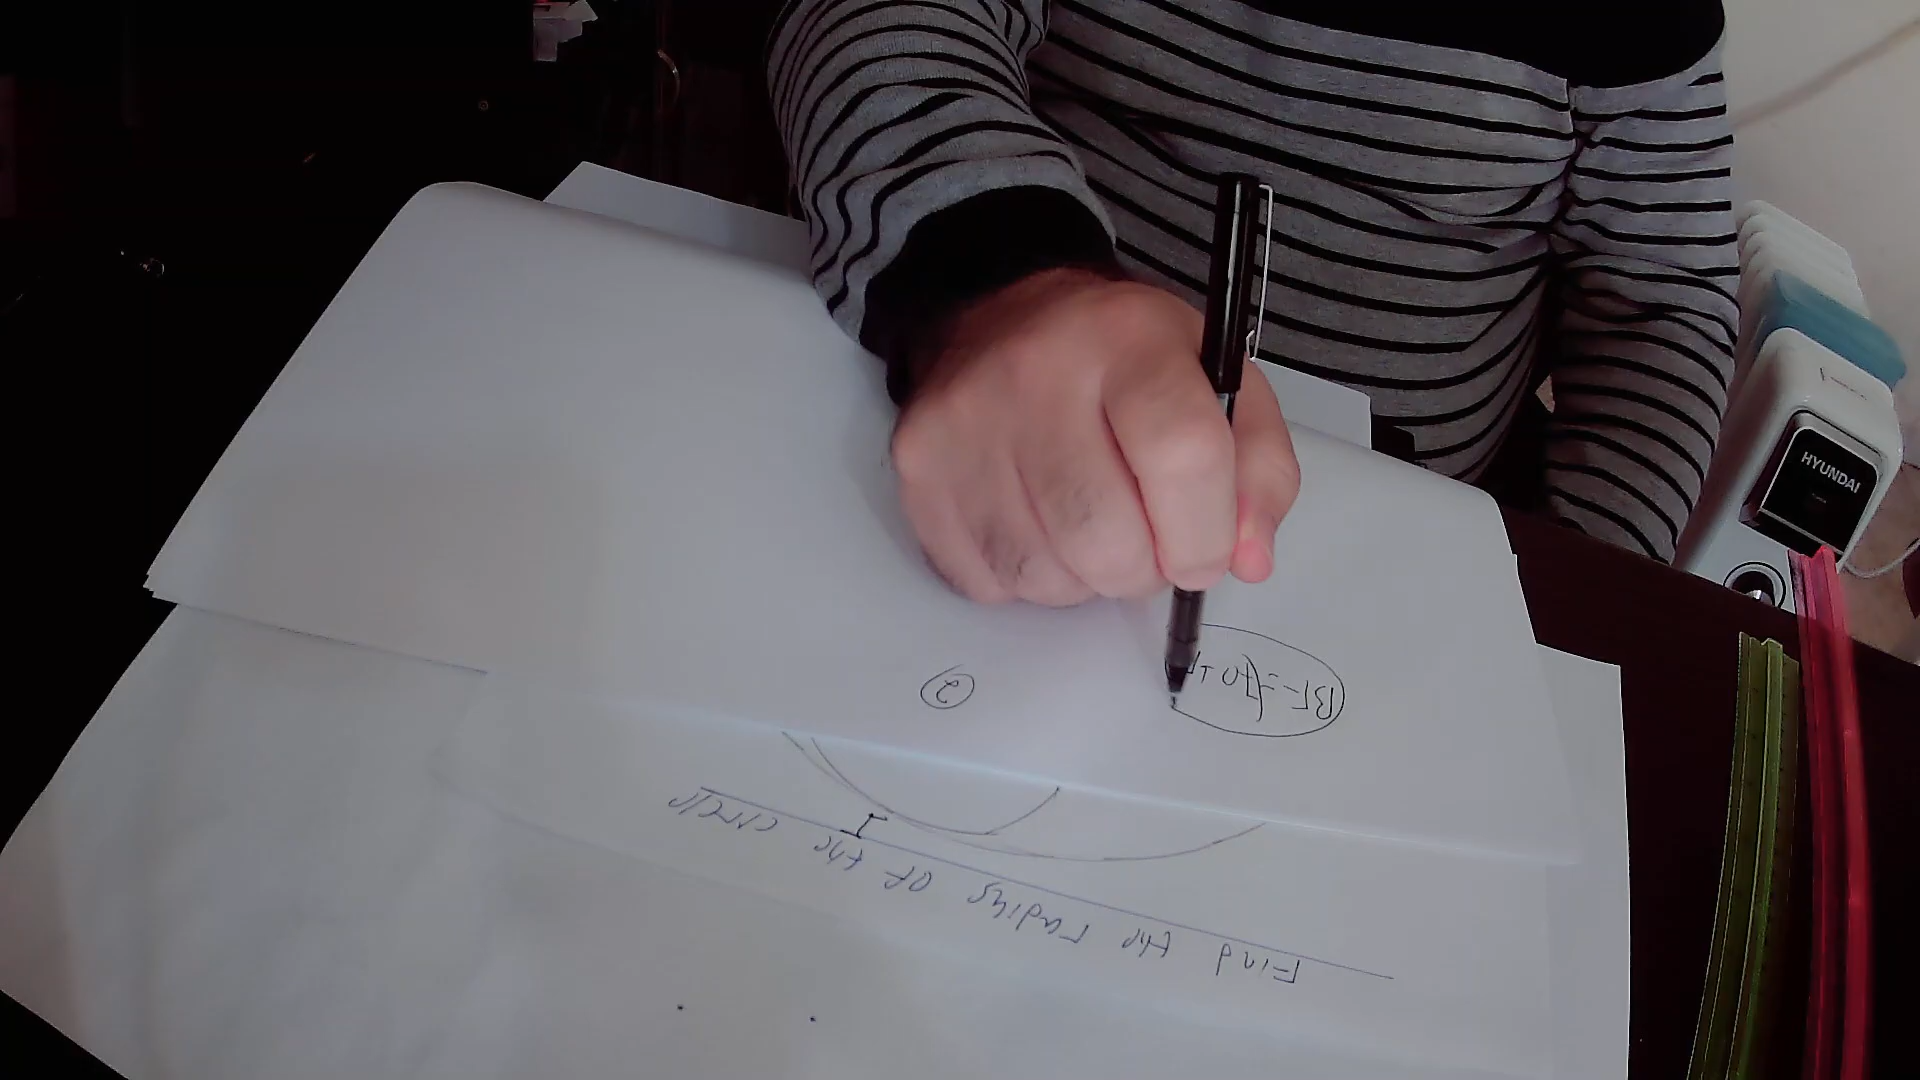 Find the radius of the circle
I
2
HYUNDAI